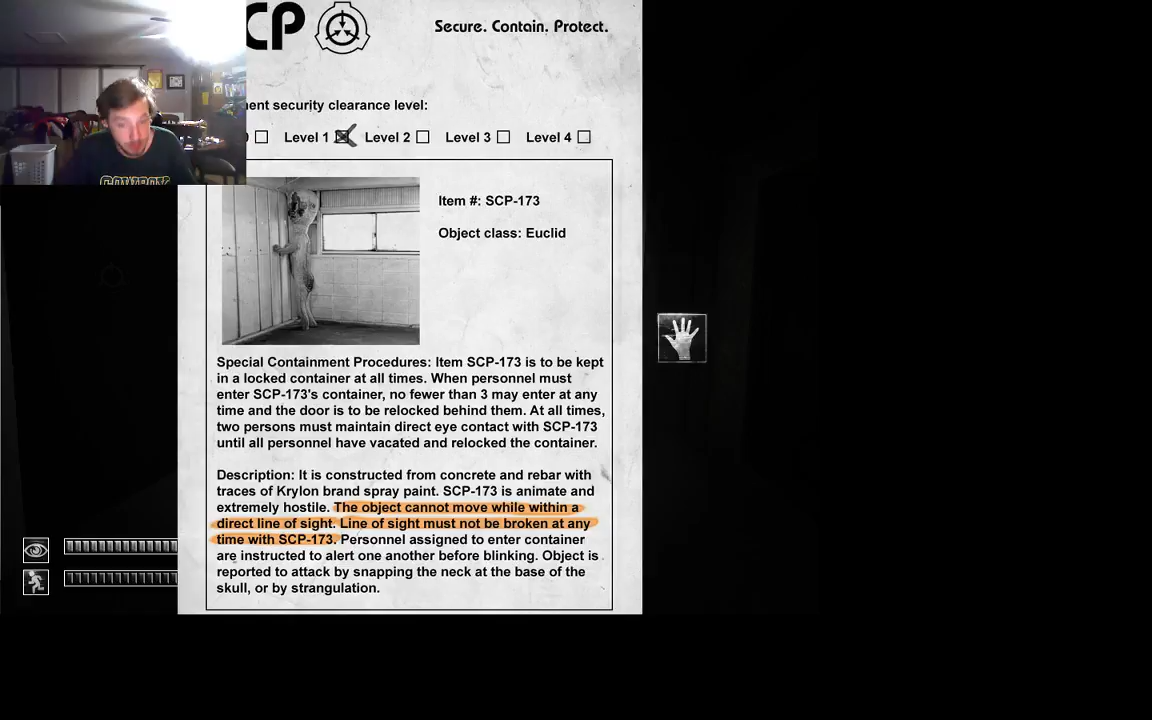 CP
Secure. Contain. Protect.
ent security clearance level:
Level 1 Level 2 Level 3 Level 4
Item #: SCP-173
Object class: Euclid
Special Containment Procedures: Item SCP-173 is to be kept
in a locked container at all times. When personnel must
enter SCP-173's container, no fewer than 3 may enter at any
time and the door is to be relocked behind them. At all times,
two persons must maintain direct eye contact with SCP-173
until all personnel have vacated and relocked the container.
Description: It is constructed from concrete and rebar with
traces of Krylon brand spray paint. SCP-173 is animate and
extremely hostile. The object cannot move while within a
direct line of sight. Line of sight must not be broken at any
time with SCP-173. Personnel assigned to enter container
are instructed to alert one another before blinking. Object is
reported to attack by snapping the neck at the base of the
skull, or by strangulation.